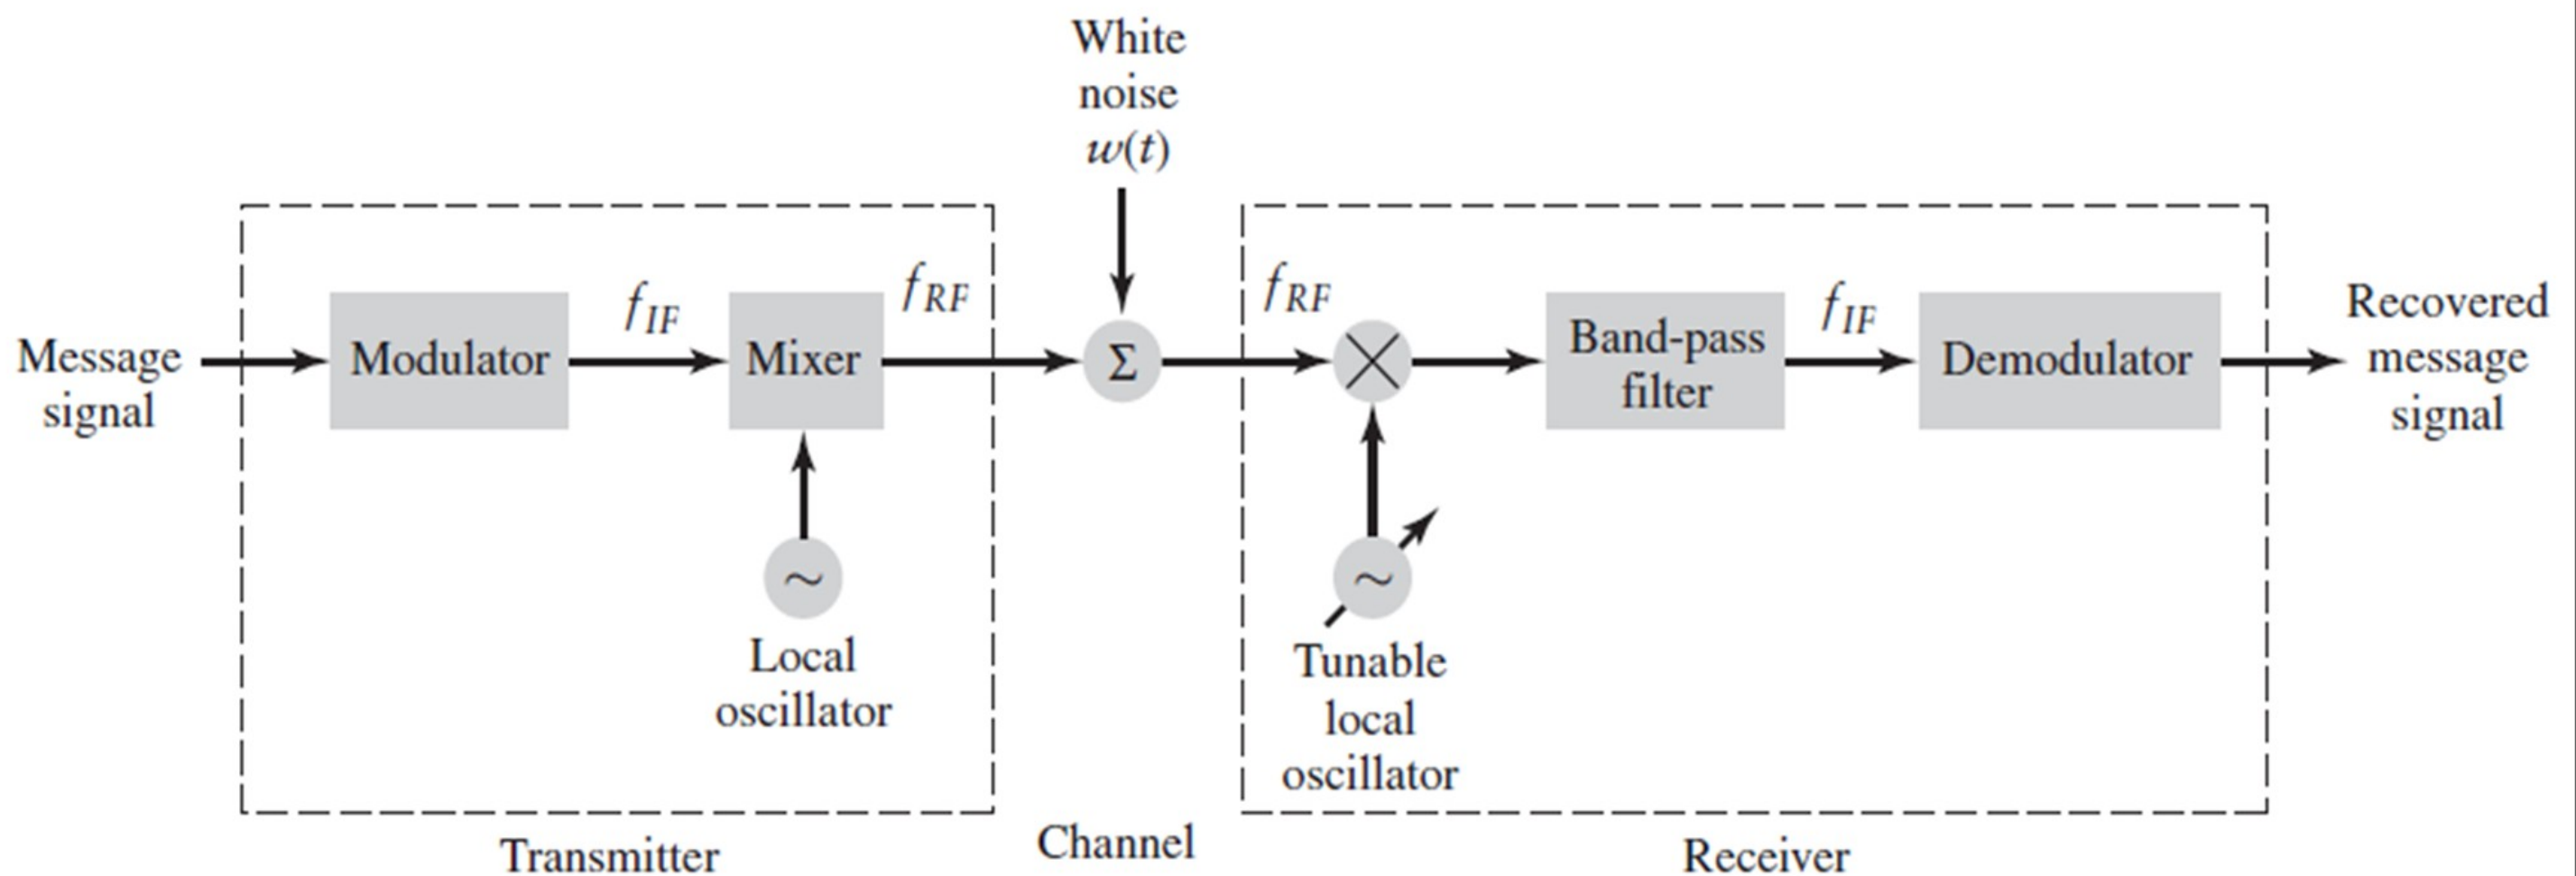 White
noise
w(t)
Message
signal
Modulator
f_IF
Mixer
f_RF
Σ
f_RF
Band-pass
filter
f_IF
Demodulator
Recovered
message
signal
~
Local
oscillator
~
Tunable
local
oscillator
Transmitter
Channel
Receiver